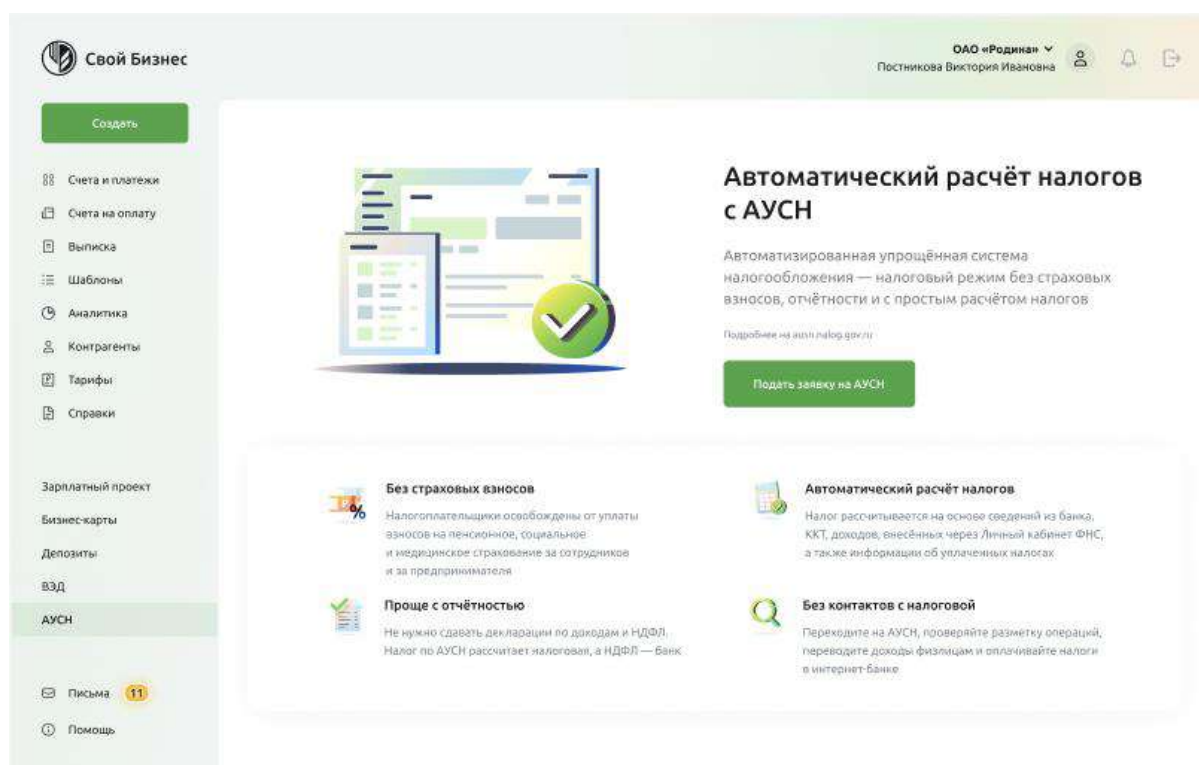 Свой Бизнес
ОАО «Родина»
Постникова Виктория Ивановна
Создать
Счета и платежи
Счета на оплату
Выписка
Шаблоны
Аналитика
Контрагенты
Тарифы
Справки
Зарплатный проект
Бизнес-карты
Депозиты
ВЭД
АУСН
Письма 11
Помощь
Автоматический расчёт налогов
с АУСН
Автоматизированная упрощённая система
налогообложения — налоговый режим без страховых
взносов, отчётности и с простым расчётом налогов
Подробнее на ausn.nalog.gov.ru
Подать заявку на АУСН
Без страховых взносов
Налогоплательщики освобождены от уплаты
взносов на пенсионное, социальное
и медицинское страхование за сотрудников
и за предпринимателя
Автоматический расчёт налогов
Налог рассчитывается на основе сведений из банка,
ККТ, доходов, внесённых через Личный кабинет ФНС,
а также информации об уплаченных налогах
Проще с отчётностью
Не нужно сдавать декларации по доходам и НДФЛ.
Налог по АУСН рассчитает налоговая, а НДФЛ — банк
Без контактов с налоговой
Переходите на АУСН, проверяйте разметку операций,
переводите доходы физлицам и оплачивайте налоги
в интернет-банке